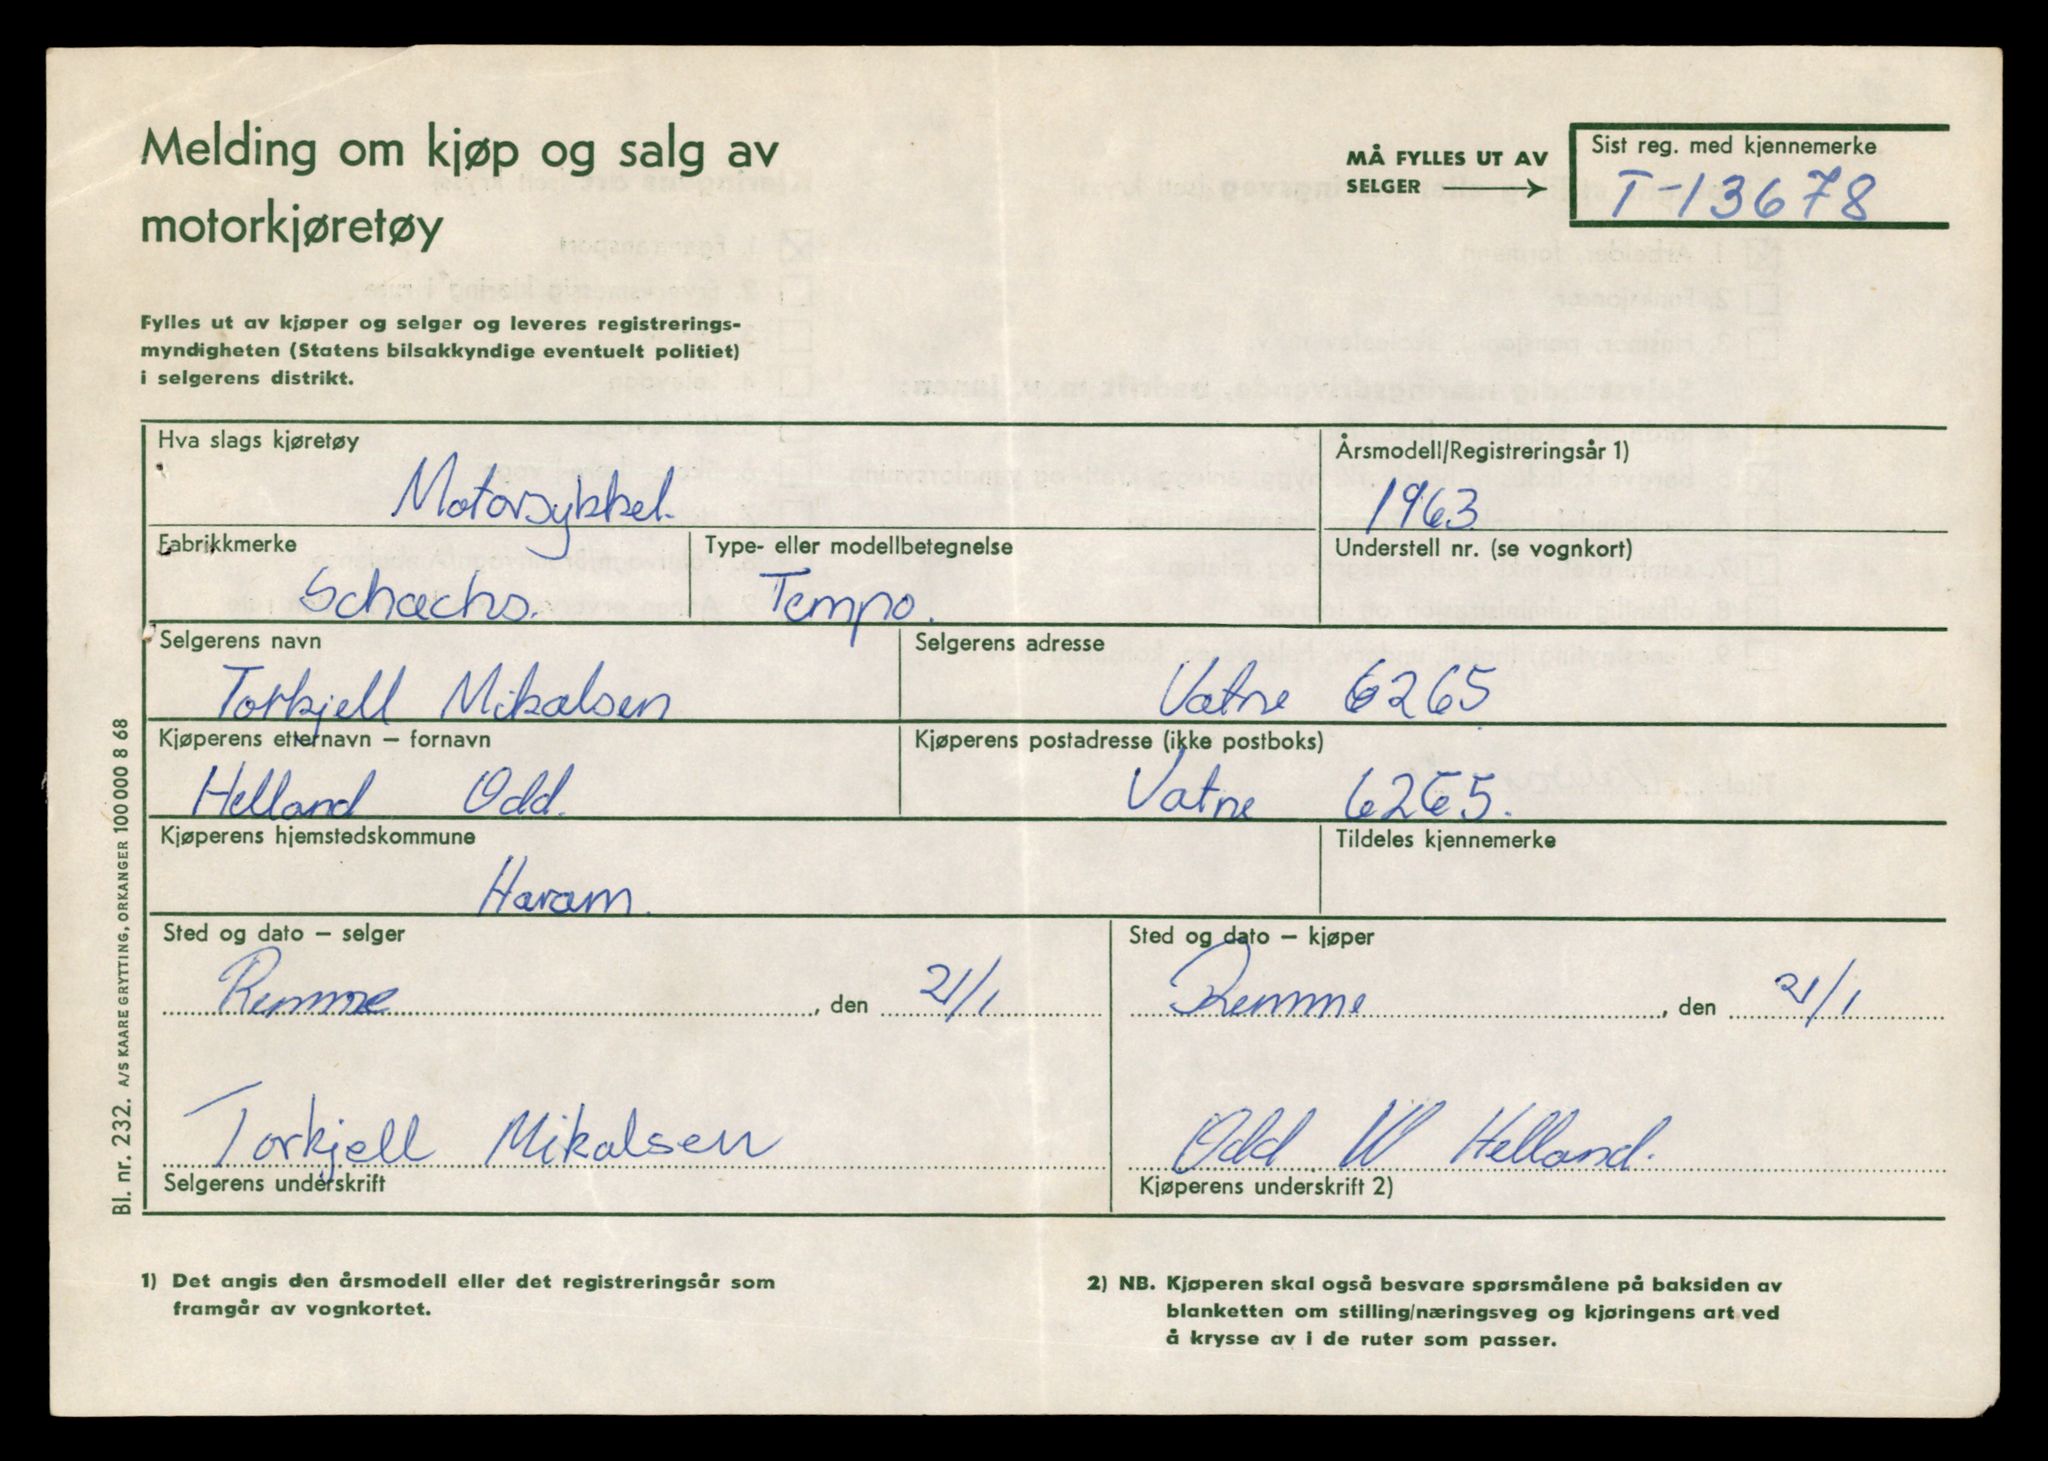 Melding om kjøp og salg av
motorkjøretøy
MÅ FYLLES UT AV
SELGER
Sist reg. med kjennemerke
T-13678
Fylles ut av kjøper og selger og leveres registrerings-
myndigheten (Statens bilsakkyndige eventuelt politiet)
i selgerens distrikt.
Hva slags kjøretøy
Motorsykkel.
Årsmodell/Registreringsår 1)
1963
Fabrikkmerke
Schachs.
Type- eller modellbetegnelse
Tempo.
Understell nr. (se vognkort)
Selgerens navn
Torkjell Mikalsen
Selgerens adresse
Vatne 6265
Kjøperens etternavn – fornavn
Helland Odd.
Kjøperens postadresse (ikke postboks)
Vatne 6265.
Kjøperens hjemstedskommune
Haram.
Tildeles kjennemerke
Sted og dato – selger
Remme, den 21/1
Sted og dato – kjøper
Remme, den 21/1
Torkjell Mikalsen
Selgerens underskrift
Odd W Helland.
Kjøperens underskrift 2)
1) Det angis den årsmodell eller det registreringsår som
framgår av vognkortet.
2) NB. Kjøperen skal også besvare spørsmålene på baksiden av
blanketten om stilling/næringsveg og kjøringens art ved
å krysse av i de ruter som passer.
Bl. nr. 232. A/S KAARE GRYTTING, ORKANGER 100 000 8 68